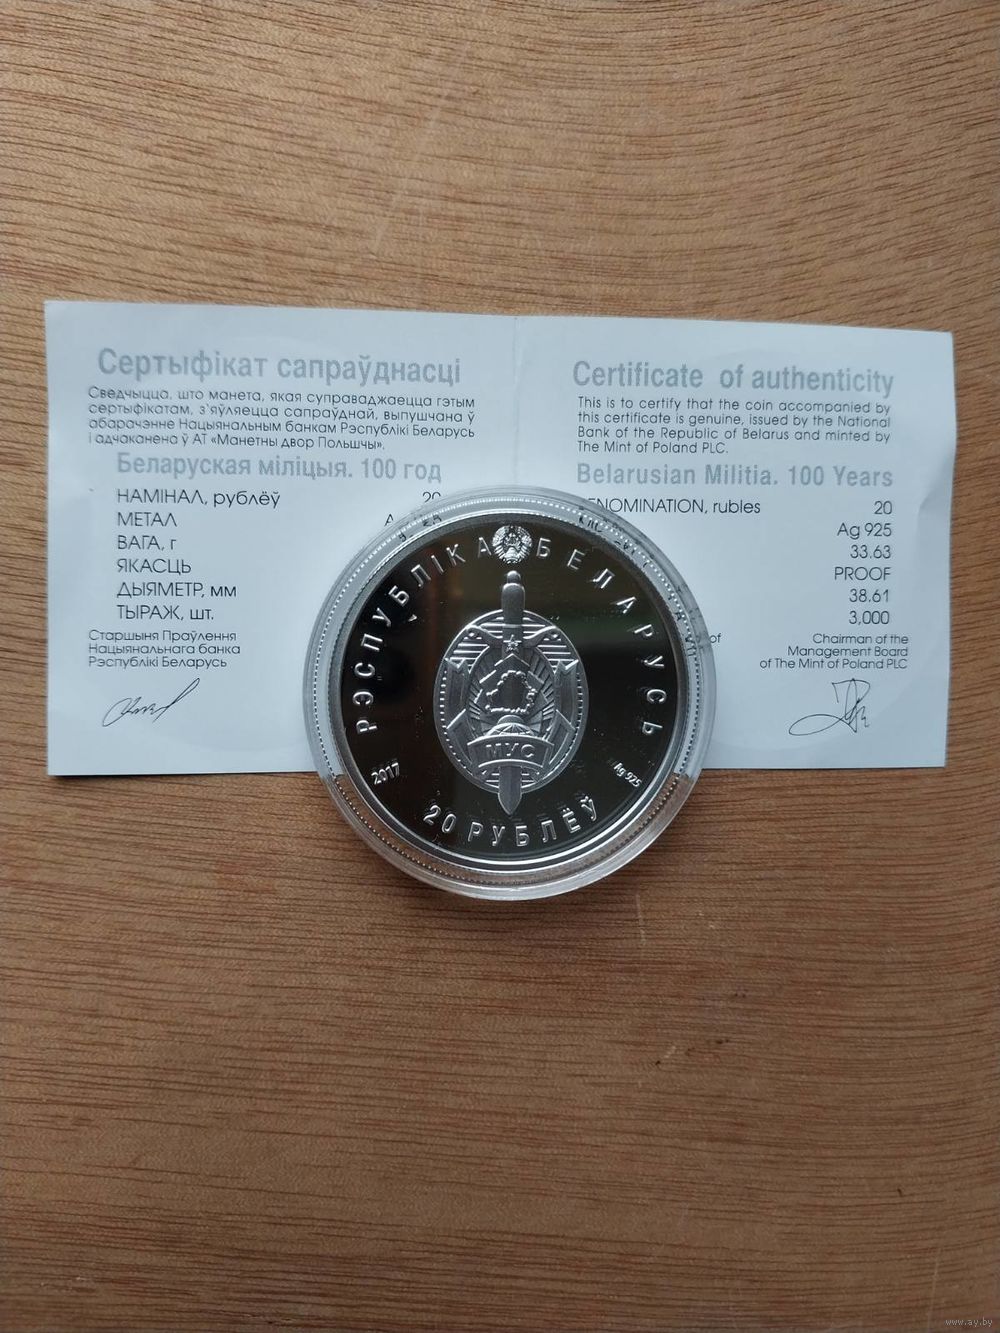 Сертыфікат сапраўднасці
Сведчыцца, што манета, якая суправаджаецца гэтым
сертыфікатам, з'яўляецца сапраўднай, выпушчана ў
абарачэнне Нацыянальным банкам Рэспублікі Беларусь
і адчаканена ў АТ «Манетны двор Польшчы».
Беларуская міліцыя. 100 год
НАМІНАЛ, рублёў 20
МЕТАЛ
ВАГА, г
ЯКАСЦЬ
ДЫЯМЕТР, мм
ТЫРАЖ, шт.
Старшыня Праўлення
Нацыянальнага банка
Рэспублікі Беларусь
Certificate of authenticity
This is to certify that the coin accompanied by
this certificate is genuine, issued by the National
Bank of the Republic of Belarus and minted by
The Mint of Poland PLC.
Belarusian Militia. 100 Years
ENOMINATION, rubles 20
Ag 925
33.63
PROOF
38.61
3,000
of
Chairman of the
Management Board
of The Mint of Poland PLC
РЭСПУБЛІКА БЕЛАРУСЬ
МУС
2017
Ag 925
20 РУБЛЁЎ
www.ay.by